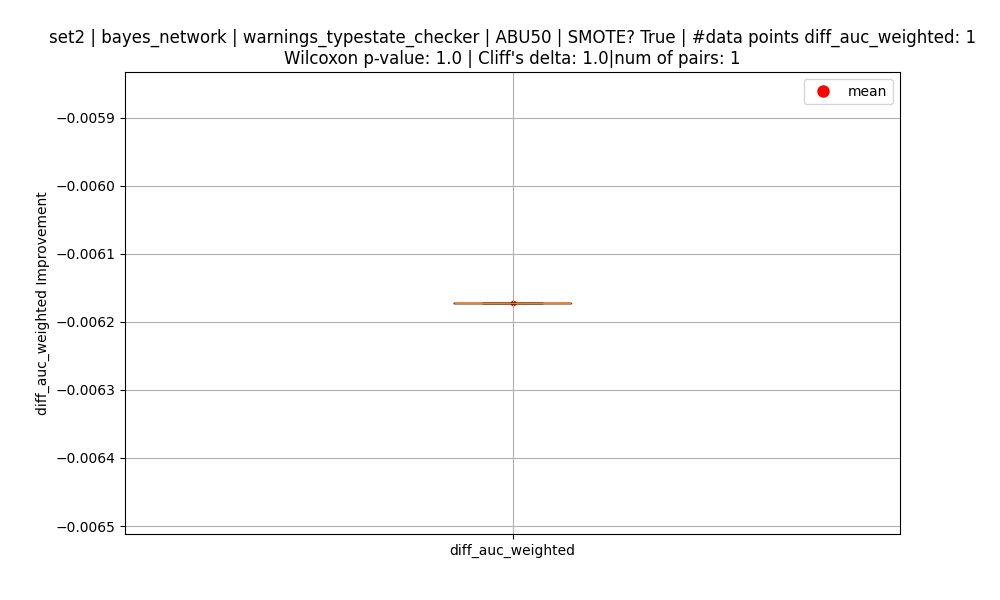 set2 | bayes_network | warnings_typestate_checker | ABU50 | SMOTE? True | #data points diff_auc_weighted: 1
Wilcoxon p-value: 1.0 | Cliff's delta: 1.0|num of pairs: 1
mean
−0.0059
−0.0060
−0.0061
−0.0062
−0.0063
−0.0064
−0.0065
diff_auc_weighted Improvement
diff_auc_weighted